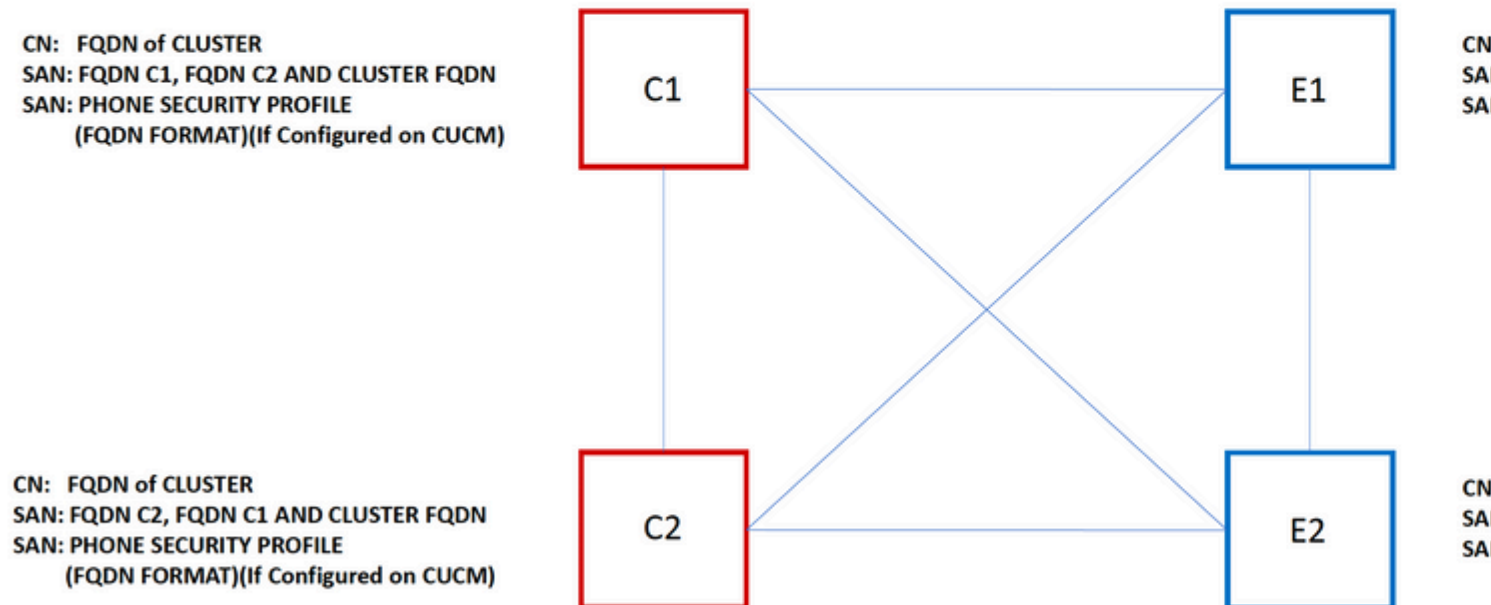 CN: FQDN of CLUSTER
SAN: FQDN C1, FQDN C2 AND CLUSTER FQDN
SAN: PHONE SECURITY PROFILE
(FQDN FORMAT)(If Configured on CUCM)
C1
E1
CN
CN: FQDN of CLUSTER
SAN: FQDN C2, FQDN C1 AND CLUSTER FQDN
SAN: PHONE SECURITY PROFILE
(FQDN FORMAT)(If Configured on CUCM)
C2
E2
CN